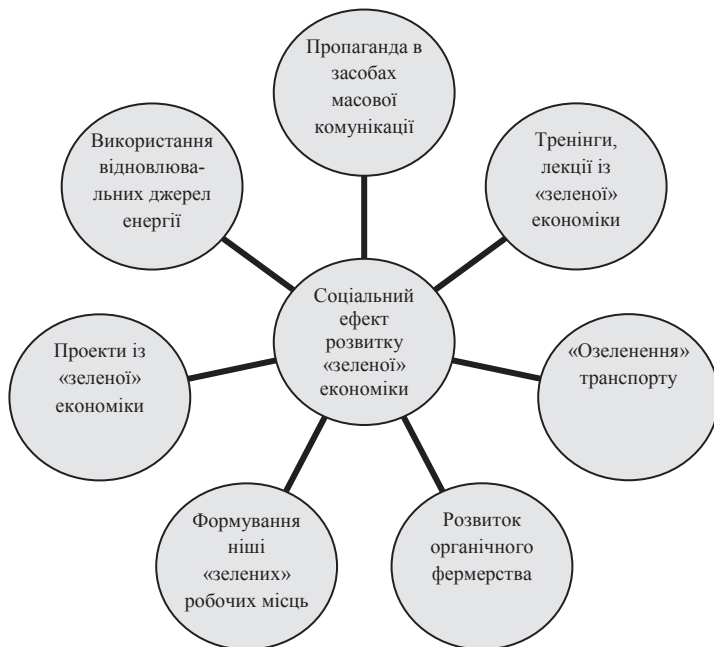 Пропаганда в
засобах
масової
комунікації
Тренінги,
лекції із
«зеленої»
економіки
«Озеленення»
транспорту
Розвиток
органічного
фермерства
Формування
ніші
«зелених»
робочих місць
Проекти із
«зеленої»
економіки
Використання
відновлюва-
льних джерел
енергії
Соціальний
ефект
розвитку
«зеленої»
економіки